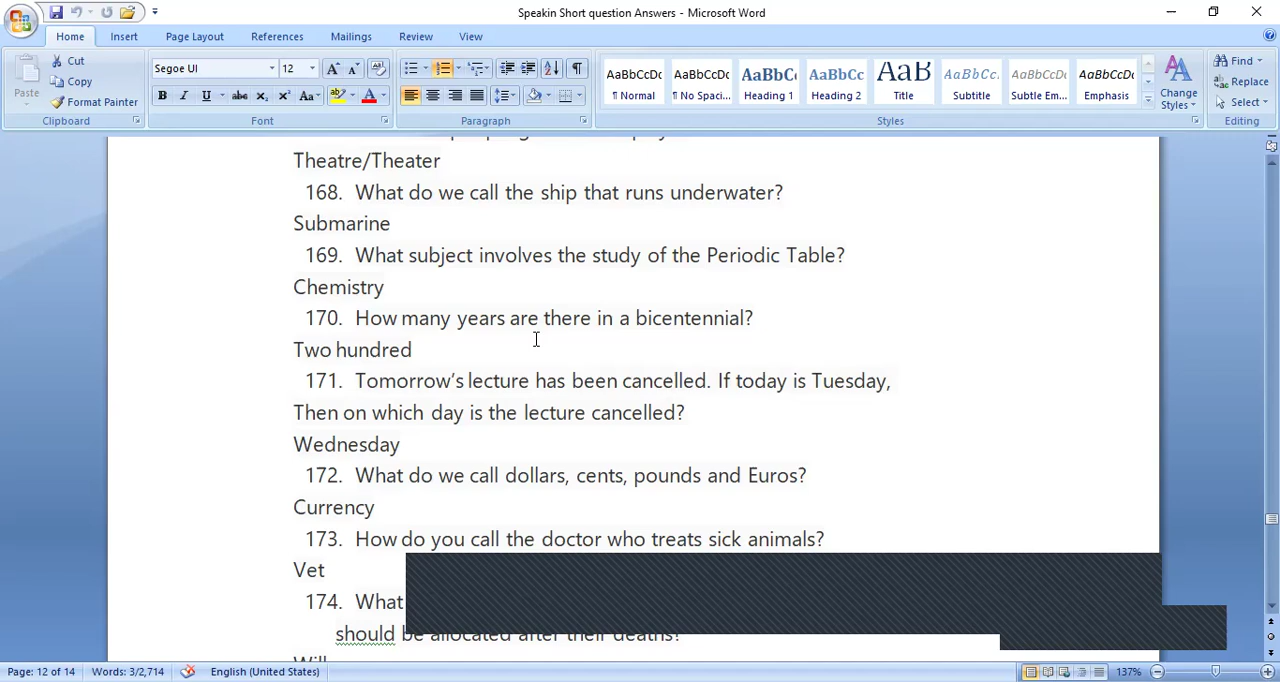 Speakin Short question Answers - Microsoft Word
Home Insert Page Layout References Mailings Review View
Paste Cut Copy Format Painter Clipboard
Segoe UI 12 Font
Paragraph
AaBbCcDc ¶ Normal AaBbCcDc ¶ No Spaci... AaBbC Heading 1 AaBbCc Heading 2 AaB Title AaBbCc. Subtitle AaBbCcDc Subtle Em... AaBbCcDc Emphasis Change Styles Styles
Find Replace Select Editing
Theatre/Theater
168. What do we call the ship that runs underwater?
Submarine
169. What subject involves the study of the Periodic Table?
Chemistry
170. How many years are there in a bicentennial?
Two hundred
171. Tomorrow's lecture has been cancelled. If today is Tuesday,
Then on which day is the lecture cancelled?
Wednesday
172. What do we call dollars, cents, pounds and Euros?
Currency
173. How do you call the doctor who treats sick animals?
Vet
174. What
should be allocated after their deaths?
Will
Page: 12 of 14 Words: 3/2,714 English (United States) 137%